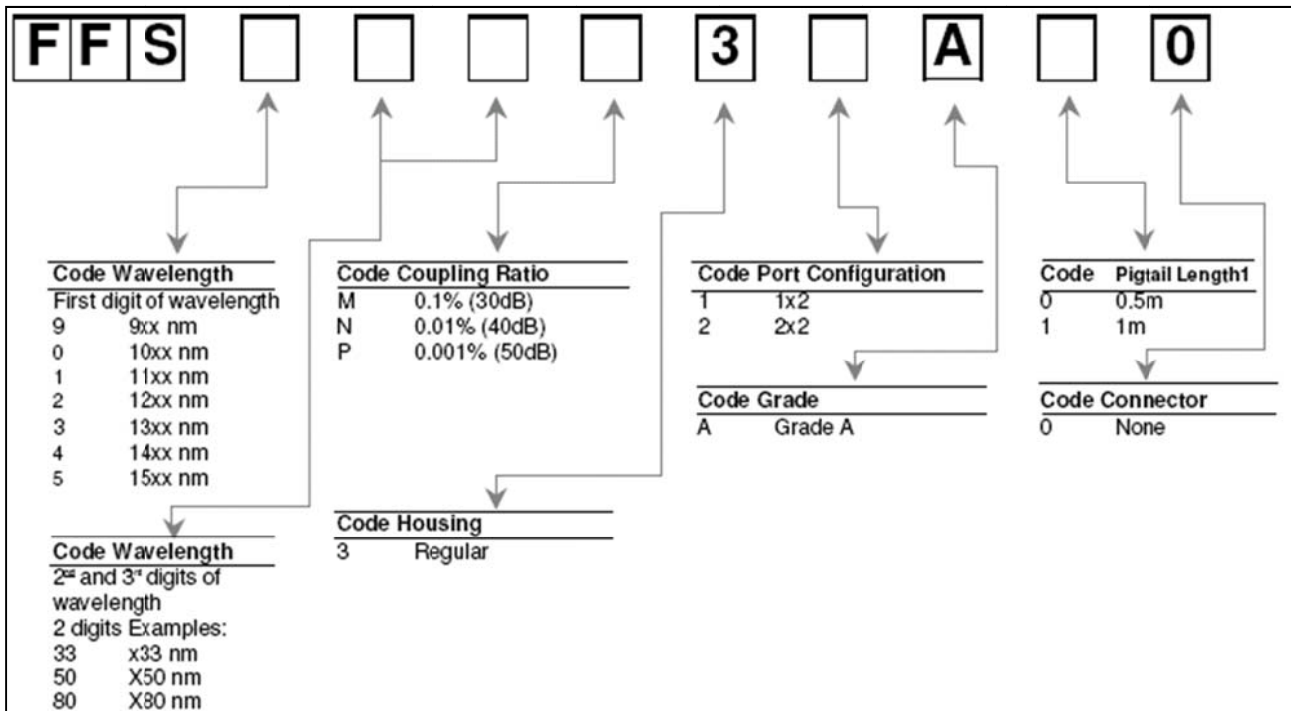 FFS 3 A 0
Code Wavelength
First digit of wavelength
9 9xx nm
0 10xx nm
1 11xx nm
2 12xx nm
3 13xx nm
4 14xx nm
5 15xx nm
Code Wavelength
2nd and 3rd digits of
wavelength
2 digits Examples:
33 x33 nm
50 X50 nm
80 X80 nm
Code Coupling Ratio
M 0.1% (30dB)
N 0.01% (40dB)
P 0.001% (50dB)
Code Housing
3 Regular
Code Port Configuration
1 1x2
2 2x2
Code Grade
A Grade A
Code Pigtail Length1
0 0.5m
1 1m
Code Connector
0 None